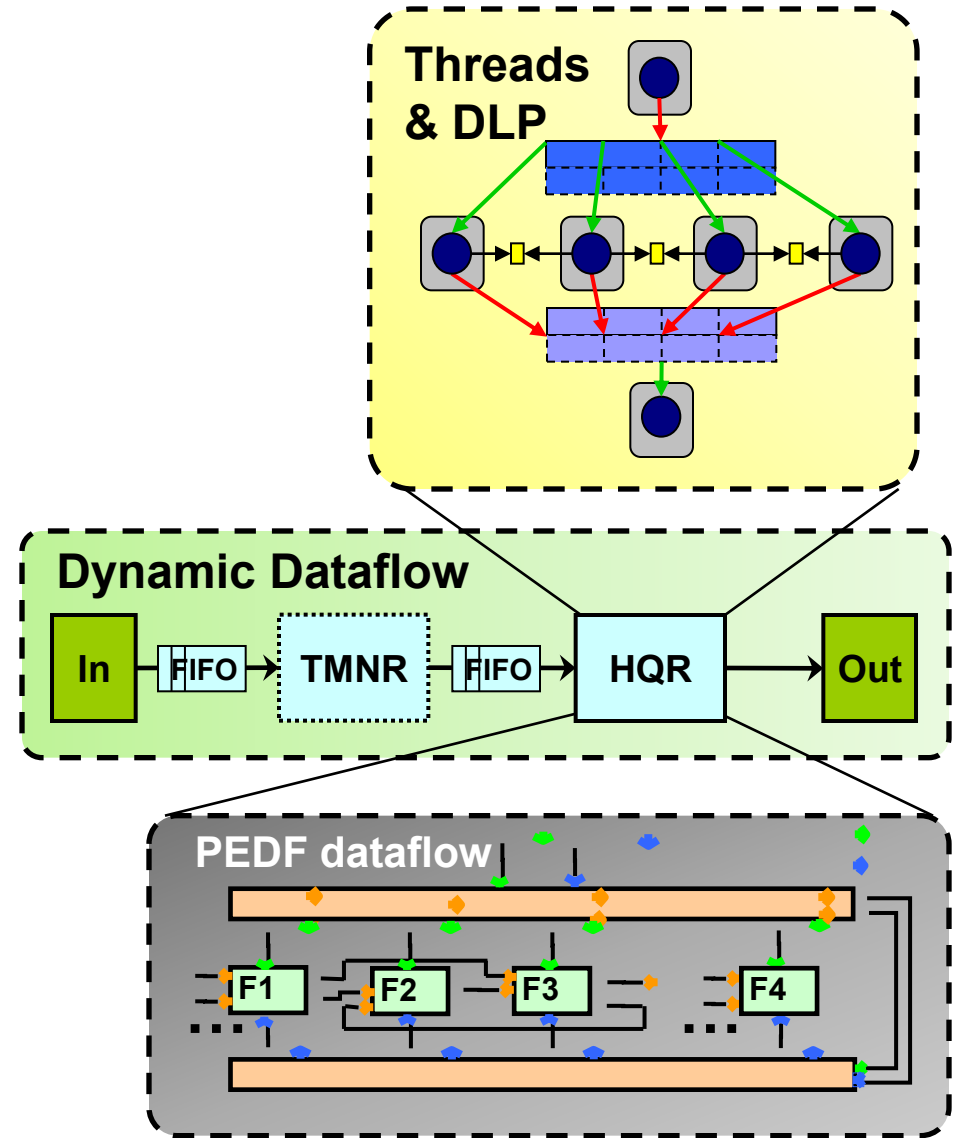 Threads
& DLP
Dynamic Dataflow
In
FIFO
TMNR
FIFO
HQR
Out
PEDF dataflow
F1
F2
F3
F4
...
...